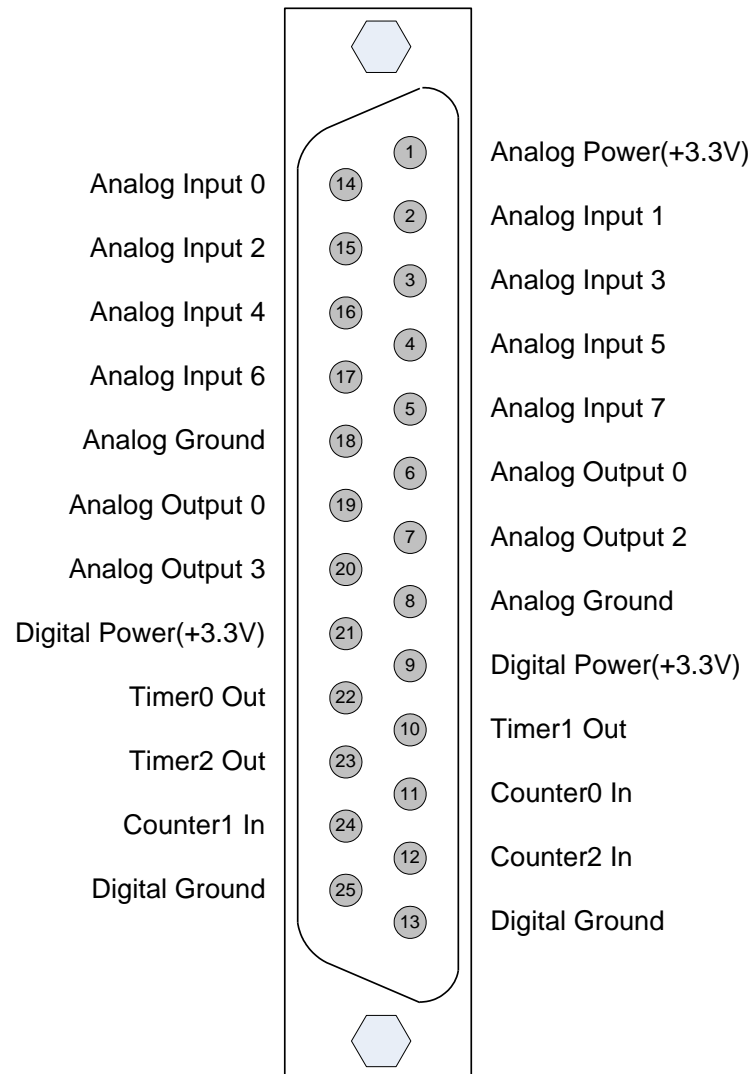 1 Analog Power(+3.3V)
Analog Input 0 14
2 Analog Input 1
Analog Input 2 15
3 Analog Input 3
Analog Input 4 16
4 Analog Input 5
Analog Input 6 17
5 Analog Input 7
Analog Ground 18
6 Analog Output 0
Analog Output 0 19
7 Analog Output 2
Analog Output 3 20
8 Analog Ground
Digital Power(+3.3V) 21
9 Digital Power(+3.3V)
Timer0 Out 22
10 Timer1 Out
Timer2 Out 23
11 Counter0 In
Counter1 In 24
12 Counter2 In
Digital Ground 25
13 Digital Ground